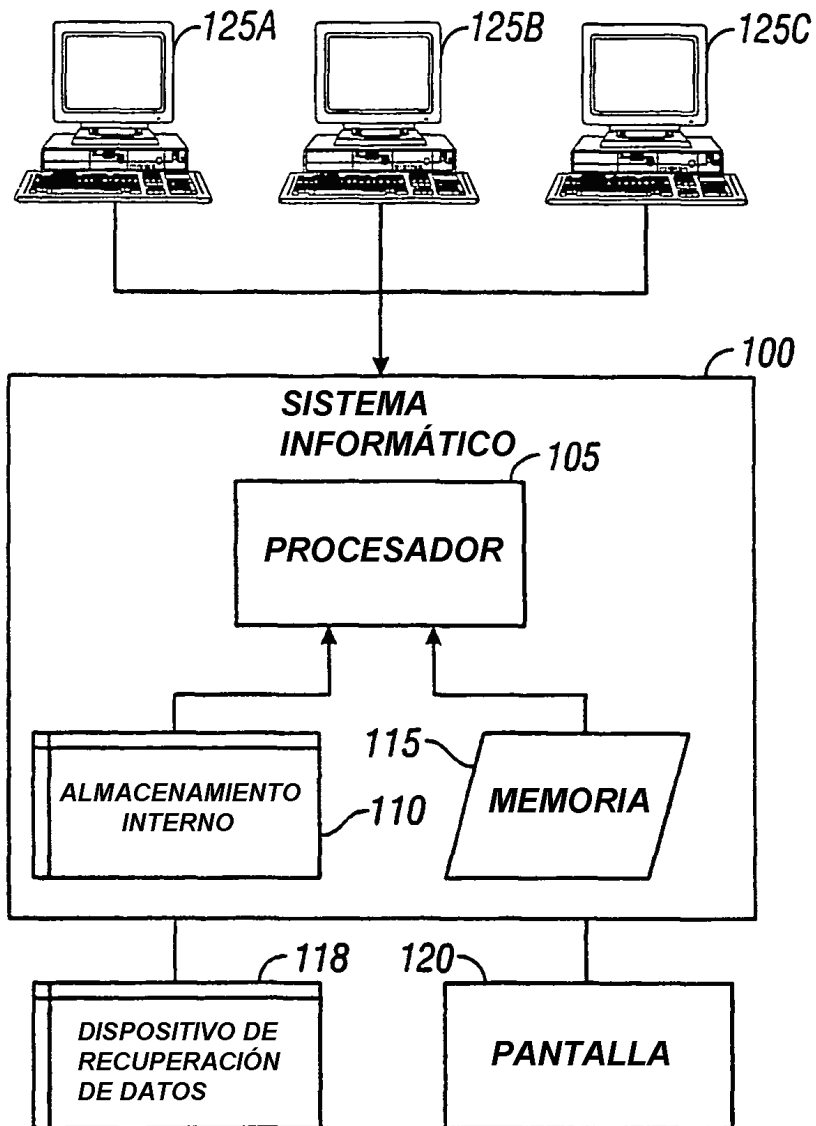 125A
125B
125C
100
SISTEMA
INFORMÁTICO
105
PROCESADOR
115
ALMACENAMIENTO
INTERNO
110
MEMORIA
118
120
DISPOSITIVO DE
RECUPERACIÓN
DE DATOS
PANTALLA